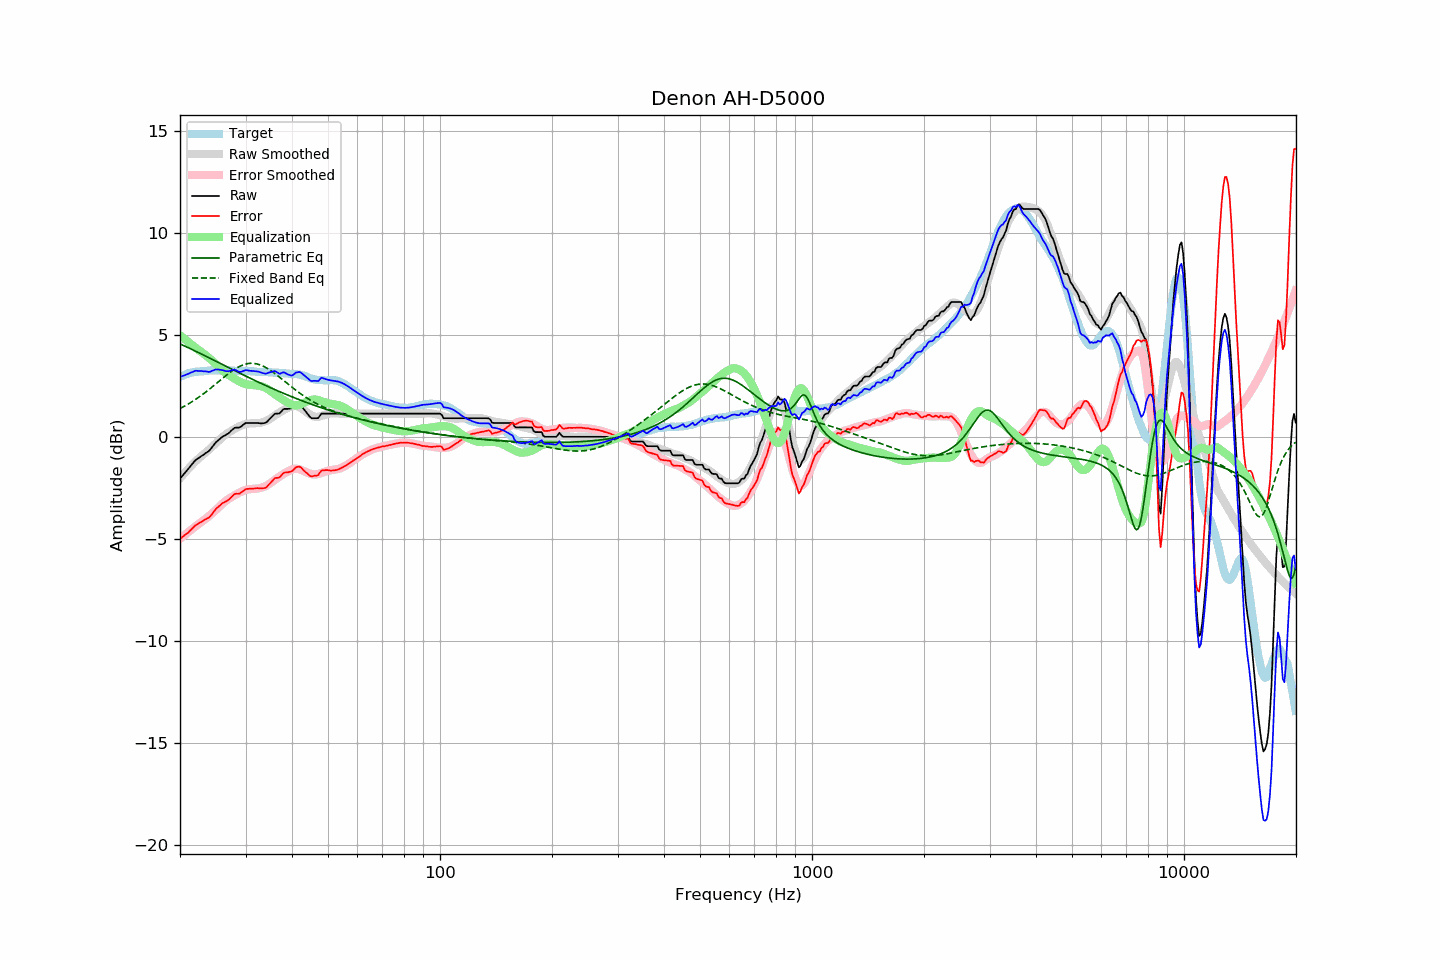 Denon AH-D5000
Target
Raw Smoothed
Error Smoothed
Raw
Error
Equalization
Parametric Eq
Fixed Band Eq
Equalized
15
10
5
0
−5
−10
−15
−20
Amplitude (dBr)
100
1000
10000
Frequency (Hz)